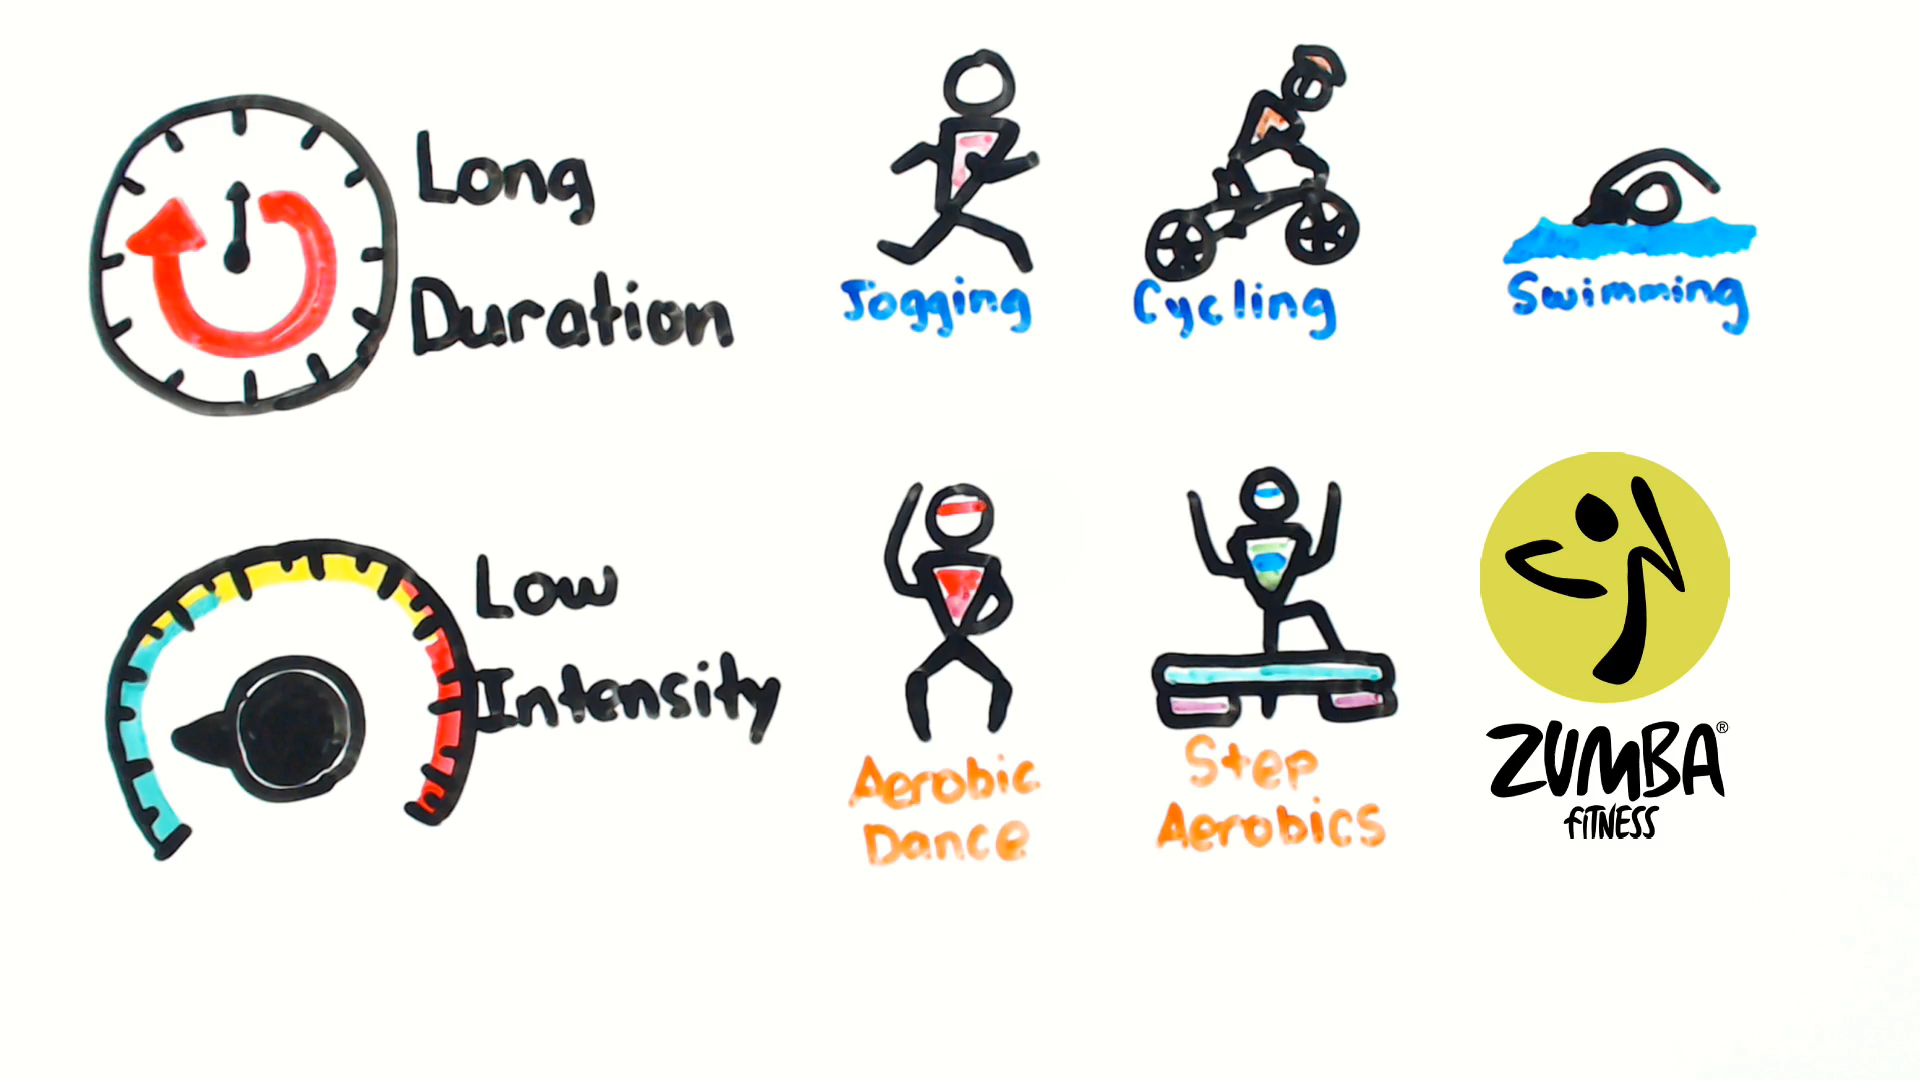 Long
Duration
Jogging
Cycling
Swimming
Low
Intensity
Aerobic
Dance
Step
Aerobics
ZUMBA®
FITNESS